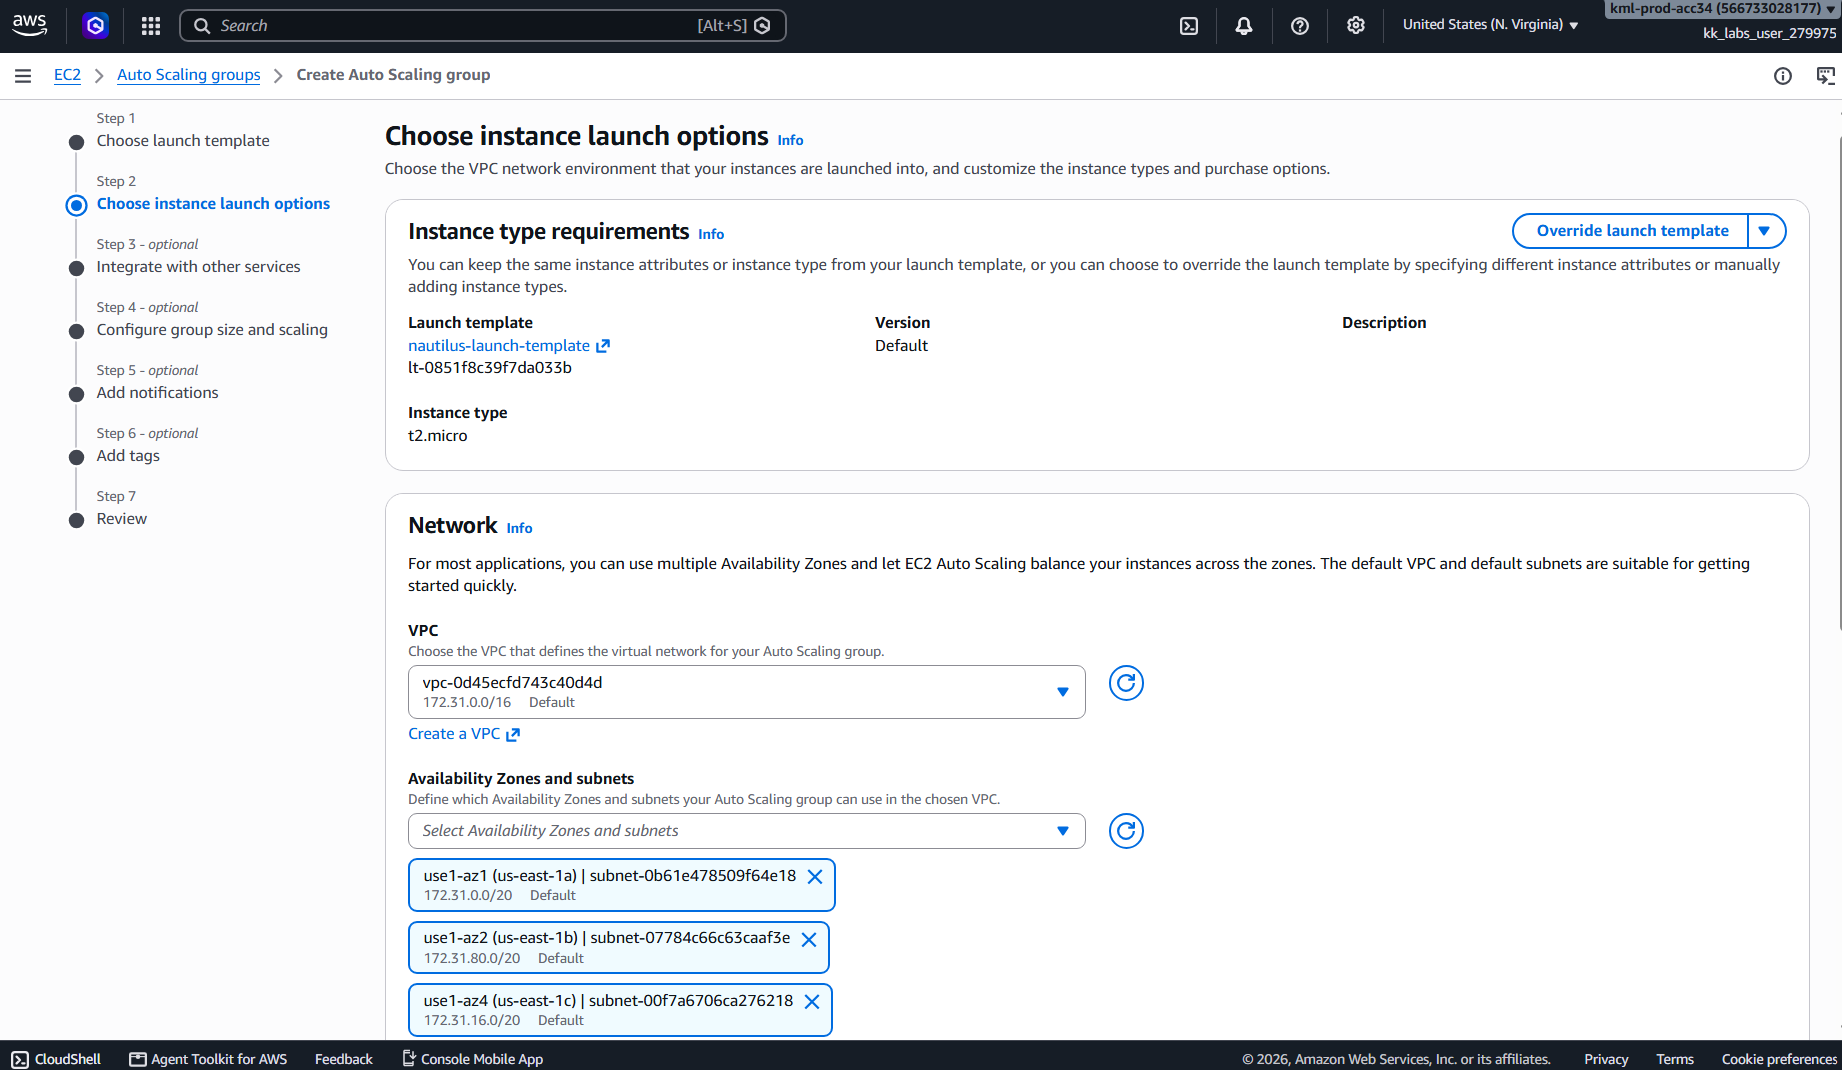 aws
Search
[Alt+S]
United States (N. Virginia)
kml-prod-acc34 (566733028177)
kk_labs_user_279975
EC2
Auto Scaling groups
Create Auto Scaling group
Step 1
Choose launch template
Step 2
Choose instance launch options
Step 3 - optional
Integrate with other services
Step 4 - optional
Configure group size and scaling
Step 5 - optional
Add notifications
Step 6 - optional
Add tags
Step 7
Review
Choose instance launch options Info
Choose the VPC network environment that your instances are launched into, and customize the instance types and purchase options.
Instance type requirements Info
Override launch template
You can keep the same instance attributes or instance type from your launch template, or you can choose to override the launch template by specifying different instance attributes or manually
adding instance types.
Launch template
nautilus-launch-template
lt-0851f8c39f7da033b
Version
Default
Description
Instance type
t2.micro
Network Info
For most applications, you can use multiple Availability Zones and let EC2 Auto Scaling balance your instances across the zones. The default VPC and default subnets are suitable for getting
started quickly.
VPC
Choose the VPC that defines the virtual network for your Auto Scaling group.
vpc-0d45ecfd743c40d4d
172.31.0.0/16 Default
Create a VPC
Availability Zones and subnets
Define which Availability Zones and subnets your Auto Scaling group can use in the chosen VPC.
Select Availability Zones and subnets
use1-az1 (us-east-1a) | subnet-0b61e478509f64e18
172.31.0.0/20 Default
use1-az2 (us-east-1b) | subnet-07784c66c63caaf3e
172.31.80.0/20 Default
use1-az4 (us-east-1c) | subnet-00f7a6706ca276218
172.31.16.0/20 Default
CloudShell
Agent Toolkit for AWS
Feedback
Console Mobile App
© 2026, Amazon Web Services, Inc. or its affiliates.
Privacy
Terms
Cookie preferences